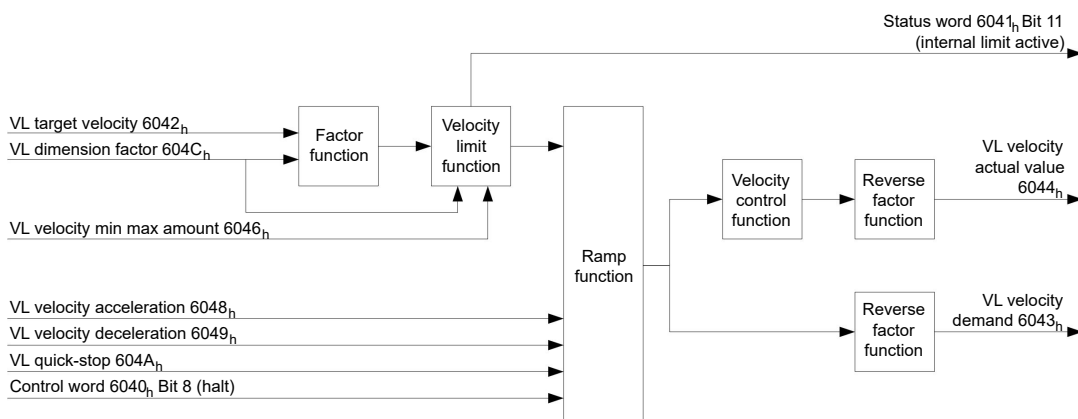 Status word 6041h Bit 11
(internal limit active)
VL target velocity 6042h
VL dimension factor 604Ch
Factor
function
Velocity
limit
function
VL velocity min max amount 6046h
VL velocity
actual value
6044h
Velocity
control
function
Reverse
factor
function
Ramp
function
VL velocity acceleration 6048h
VL velocity deceleration 6049h
VL quick-stop 604Ah
Control word 6040h Bit 8 (halt)
Reverse
factor
function
VL velocity
demand 6043h